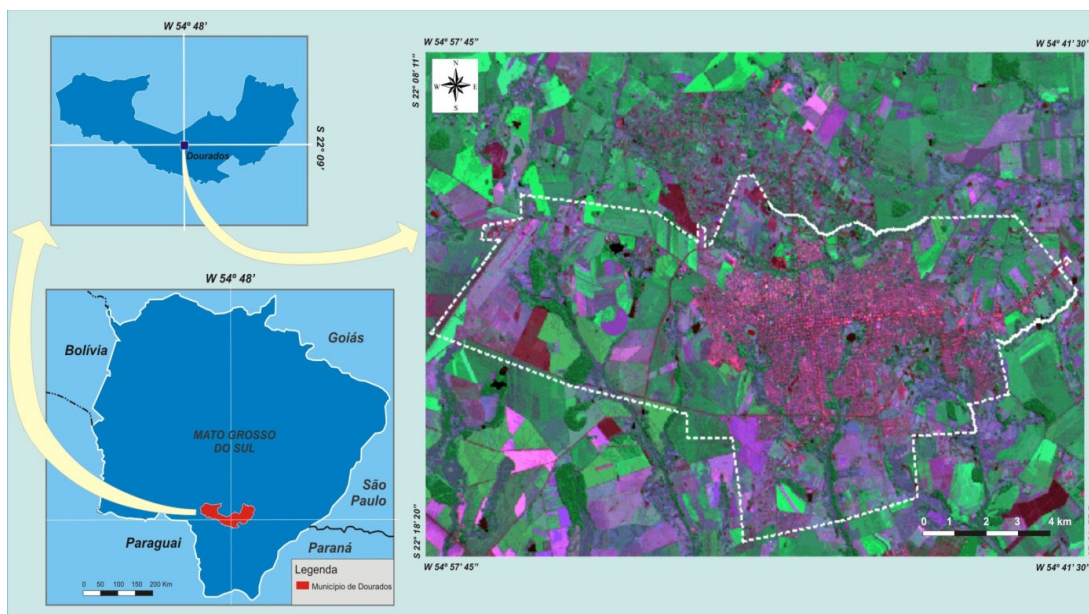 W 54º 48'
S 22º 09'
Dourados
W 54º 48'
Bolívia
Goiás
MATO GROSSO
DO SUL
São
Paulo
Paraguai
Paraná
0 50 100 150 200 Km
Legenda
Município de Dourados
W 54º 57' 45"
W 54º 41' 30"
S 22º 08' 11"
N
W E
S
0 1 2 3 4 km
S 22º 18' 20"
W 54º 57' 45"
W 54º 41' 30"